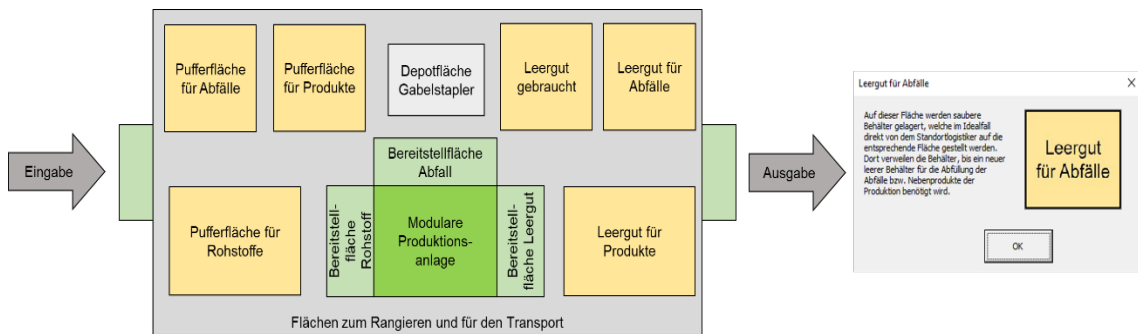 Eingabe
Pufferfläche
für Abfälle
Pufferfläche
für Produkte
Depotfläche
Gabelstapler
Leergut
gebraucht
Leergut für
Abfälle
Bereitstellfläche
Abfall
Pufferfläche für
Rohstoffe
Bereitstell-
fläche
Rohstoff
Modulare
Produktions-
anlage
Bereitstell-
fläche Leergut
Leergut für
Produkte
Flächen zum Rangieren und für den Transport
Ausgabe
Leergut für Abfälle
Auf dieser Fläche werden saubere
Behälter gelagert, welche im Idealfall
direkt von dem Standortlogistiker auf die
entsprechende Fläche gestellt werden.
Dort verweilen die Behälter, bis ein neuer
leerer Behälter für die Abfüllung der
Abfälle bzw. Nebenprodukte der
Produktion benötigt wird.
Leergut
für Abfälle
OK